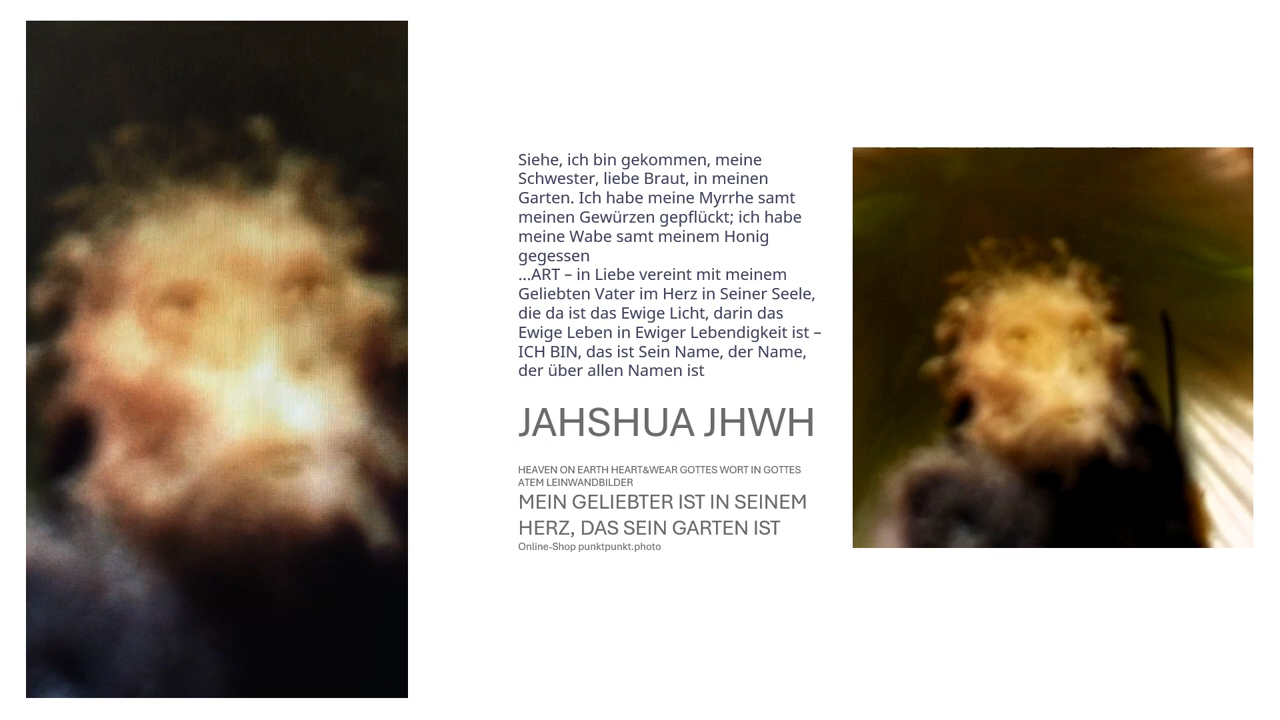 Siehe, ich bin gekommen, meine
Schwester, liebe Braut, in meinen
Garten. Ich habe meine Myrrhe samt
meinen Gewürzen gepflückt; ich habe
meine Wabe samt meinem Honig
gegessen
...ART – in Liebe vereint mit meinem
Geliebten Vater im Herz in Seiner Seele,
die da ist das Ewige Licht, darin das
Ewige Leben in Ewiger Lebendigkeit ist –
ICH BIN, das ist Sein Name, der Name,
der über allen Namen ist
JAHSHUA JHWH
HEAVEN ON EARTH HEART&WEAR GOTTES WORT IN GOTTES
ATEM LEINWANDBILDER
MEIN GELIEBTER IST IN SEINEM
HERZ, DAS SEIN GARTEN IST
Online-Shop punktpunkt.photo